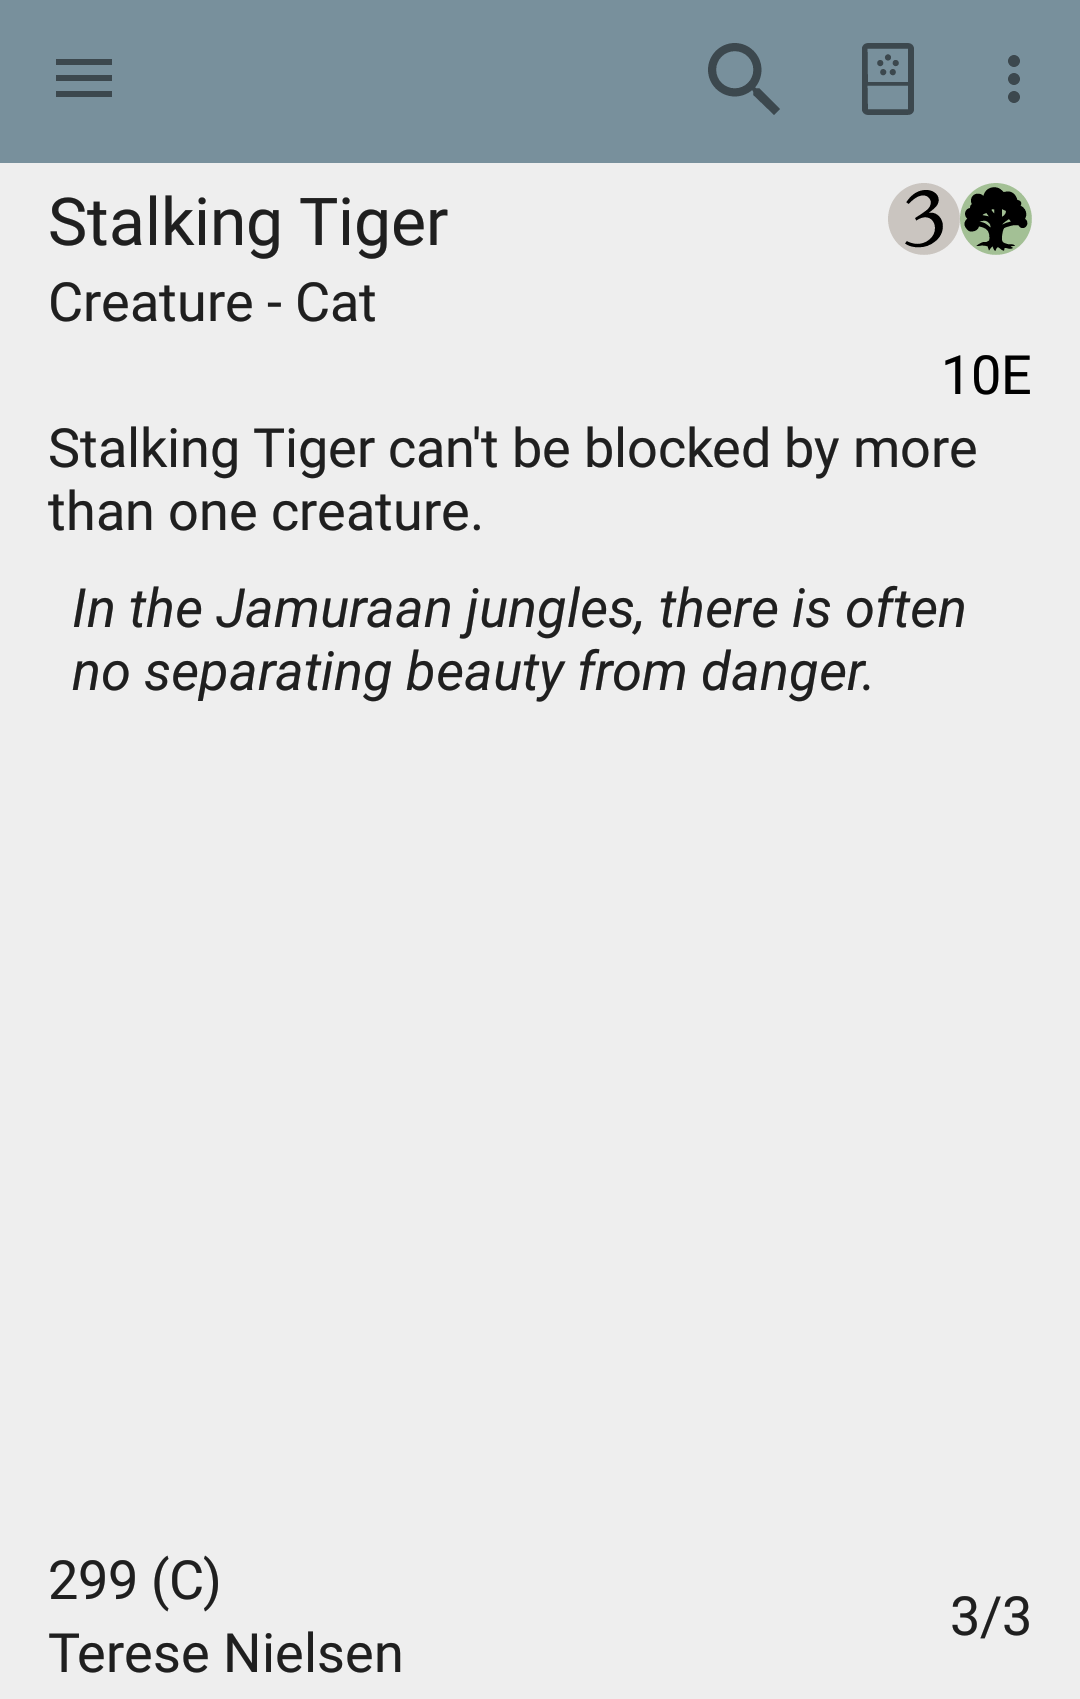 Stalking Tiger 3
Creature - Cat
10E
Stalking Tiger can't be blocked by more
than one creature.
In the Jamuraan jungles, there is often
no separating beauty from danger.
299 (C)
3/3
Terese Nielsen